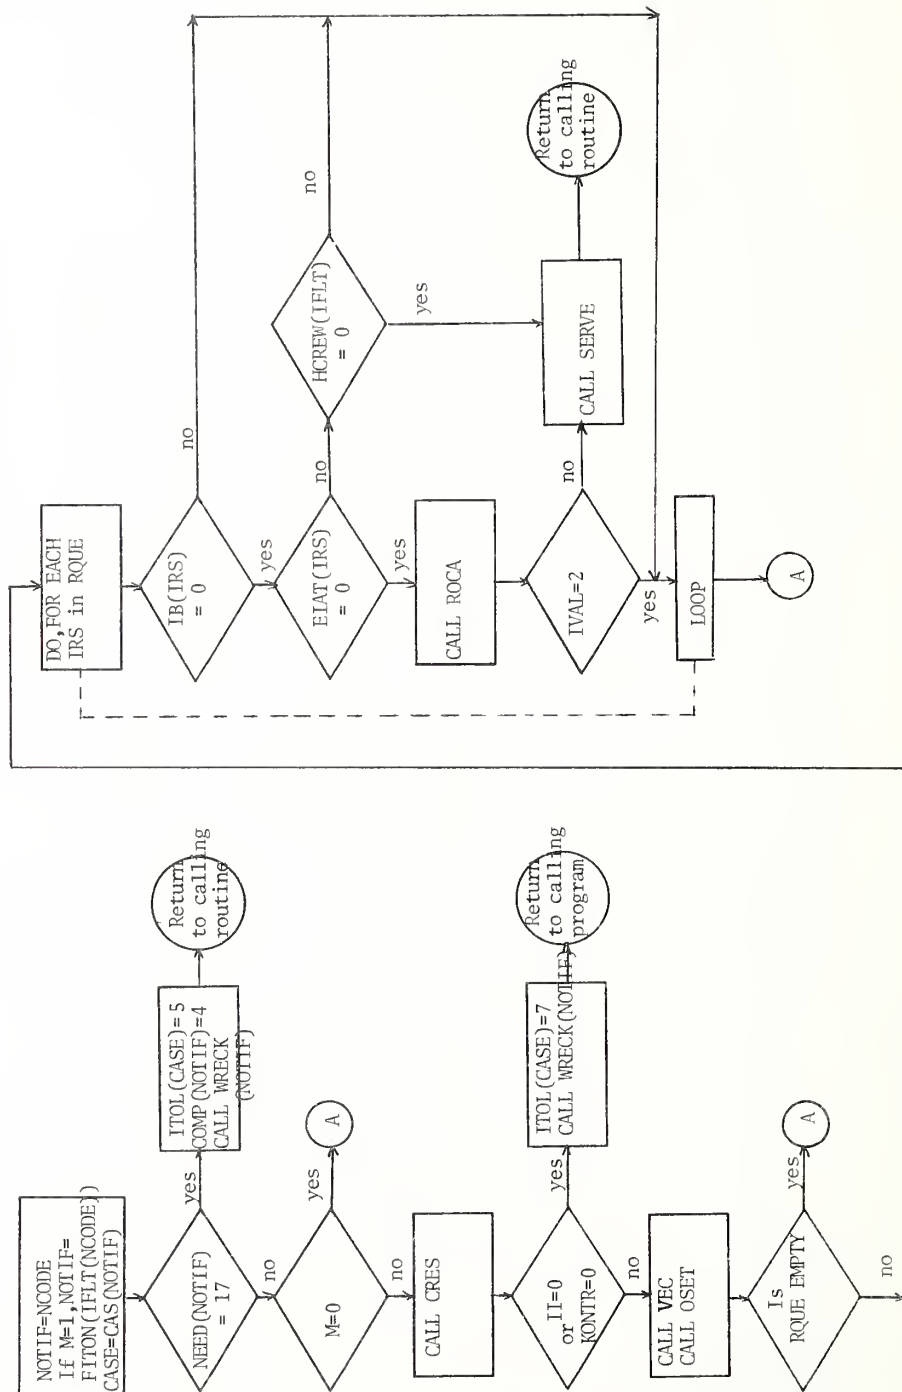 NOTIF=NCODE
If M=1,NOTIF=
FITON(IFLT(NCODE))
CASE=CAS(NOTIF)
NEED(NOTIF)
= 17
yes
ITOL(CASE)=5
COMP(NOTIF)=4
CALL WRECK
(NOTIF)
Return
to calling
routine
no
M=0
yes
A
no
CALL CRES
II=0
or
KONTR=0
yes
ITOL(CASE)=7
CALL WRECK(NOTIF)
Return
to calling
program
no
CALL VEC
CALL OSET
Is
RQUE EMPTY
yes
A
no
DO,FOR EACH
IRS in RQUE
IB(IRS)
= 0
no
yes
EIAT(IRS)
= 0
no
HCREW(IFLT)
= 0
no
yes
yes
CALL ROCA
IVAL=2
no
CALL SERVE
Return
to calling
routine
yes
LOOP
A